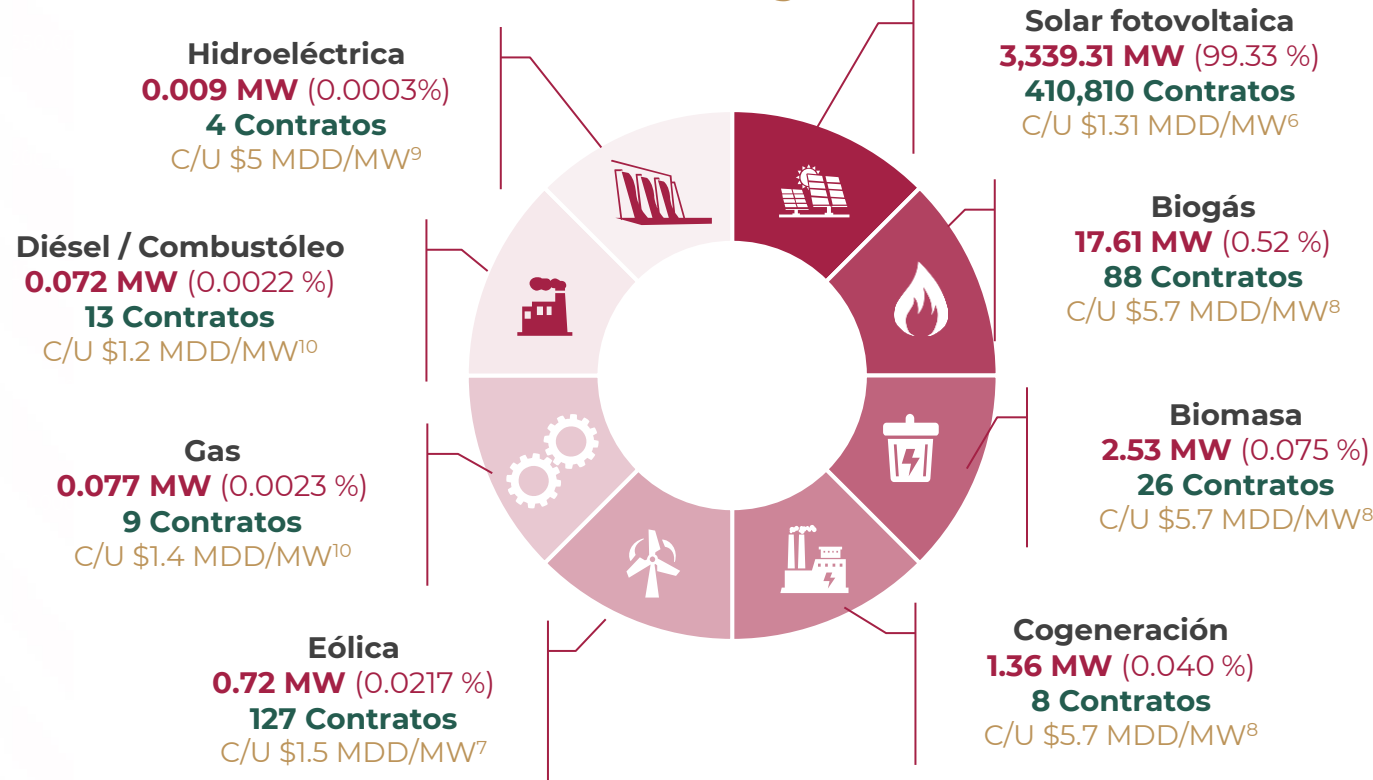 Hidroeléctrica
0.009 MW (0.0003%)
4 Contratos
C/U $5 MDD/MW⁹
Solar fotovoltaica
3,339.31 MW (99.33 %)
410,810 Contratos
C/U $1.31 MDD/MW⁶
Diésel / Combustóleo
0.072 MW (0.0022 %)
13 Contratos
C/U $1.2 MDD/MW¹⁰
Biogás
17.61 MW (0.52 %)
88 Contratos
C/U $5.7 MDD/MW⁸
Gas
0.077 MW (0.0023 %)
9 Contratos
C/U $1.4 MDD/MW¹⁰
Biomasa
2.53 MW (0.075 %)
26 Contratos
C/U $5.7 MDD/MW⁸
Eólica
0.72 MW (0.0217 %)
127 Contratos
C/U $1.5 MDD/MW⁷
Cogeneración
1.36 MW (0.040 %)
8 Contratos
C/U $5.7 MDD/MW⁸